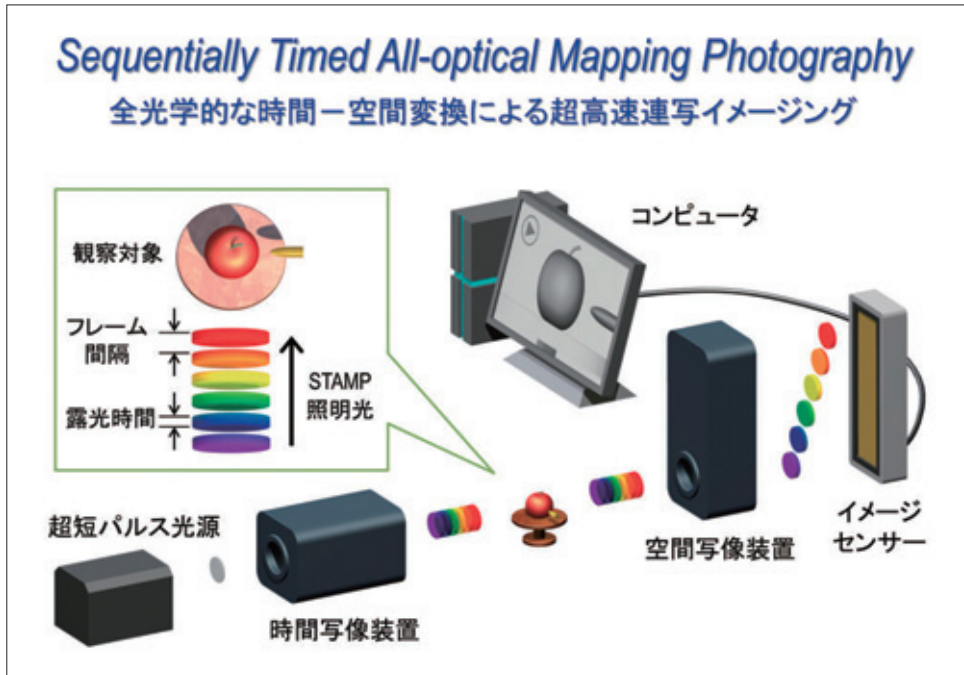 Sequentially Timed All-optical Mapping Photography
全光学的な時間－空間変換による超高速連写イメージング
観察対象
フレーム
間隔
露光時間
STAMP
照明光
コンピュータ
超短パルス光源
時間写像装置
空間写像装置
イメージ
センサー